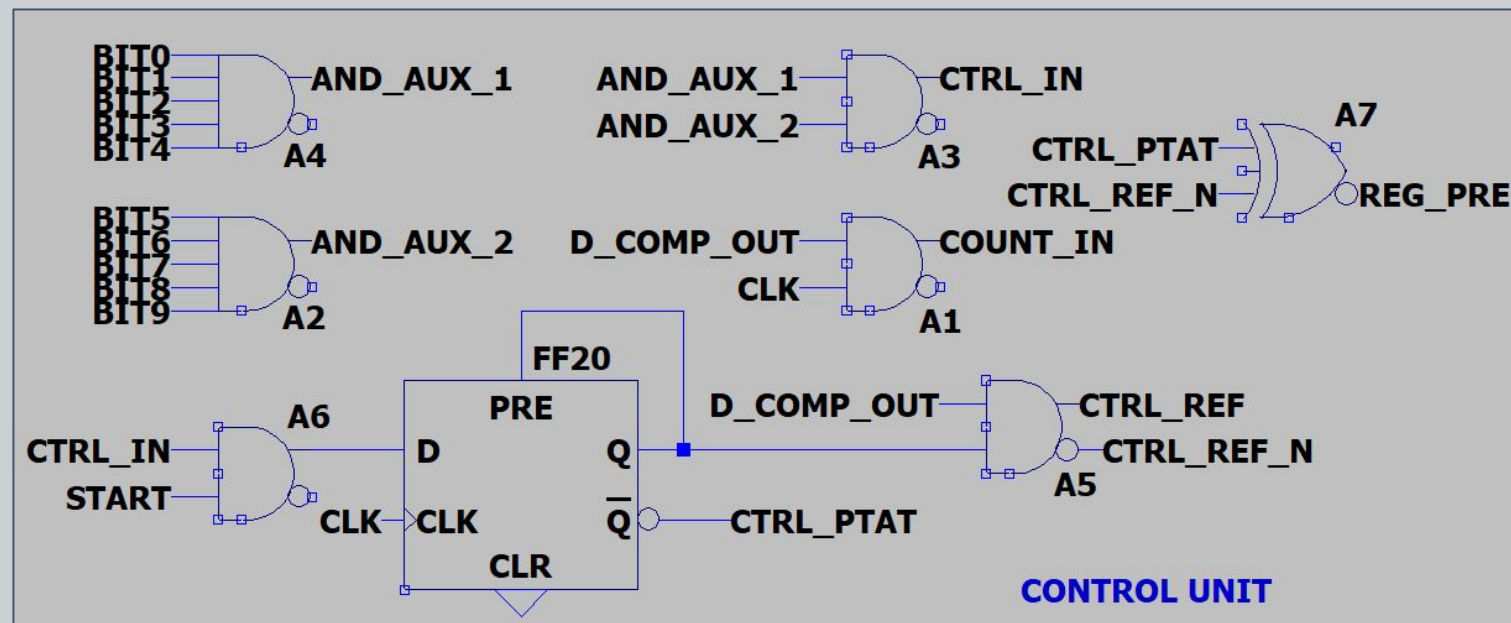 BIT0
BIT1
BIT2
BIT3
BIT4
AND_AUX_1
A4
AND_AUX_1
AND_AUX_2
CTRL_IN
A3
CTRL_PTAT
CTRL_REF_N
A7
REG_PRE
BIT5
BIT6
BIT7
BIT8
BIT9
AND_AUX_2
A2
D_COMP_OUT
CLK
COUNT_IN
A1
CTRL_IN
START
A6
FF20
PRE
D
Q
CLK
CLK
Q
CLR
CTRL_PTAT
D_COMP_OUT
CTRL_REF
CTRL_REF_N
A5
CONTROL UNIT